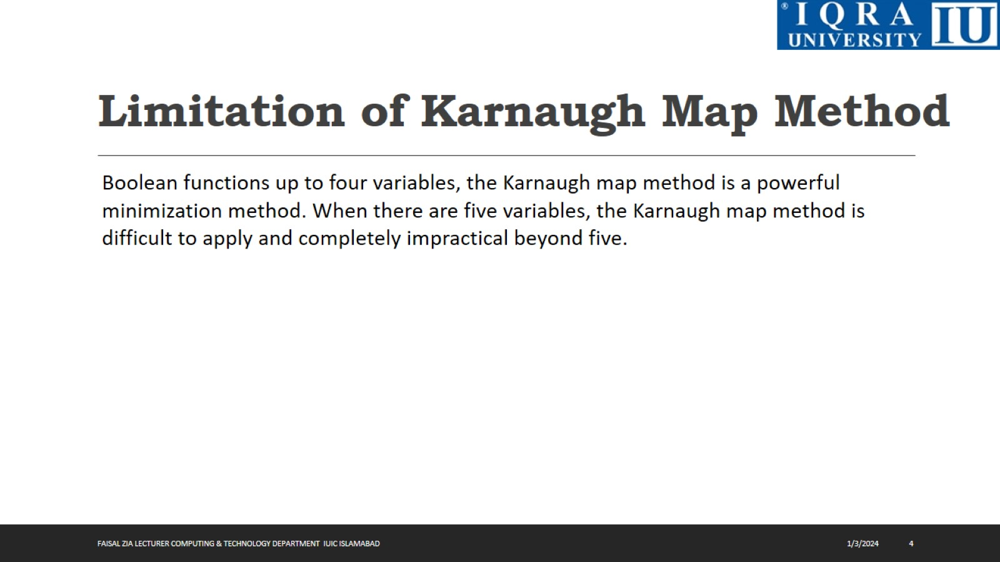 ® IQRA
UNIVERSITY IU
Limitation of Karnaugh Map Method
Boolean functions up to four variables, the Karnaugh map method is a powerful
minimization method. When there are five variables, the Karnaugh map method is
difficult to apply and completely impractical beyond five.
FAISAL ZIA LECTURER COMPUTING & TECHNOLOGY DEPARTMENT IUIC ISLAMABAD 1/3/2024 4